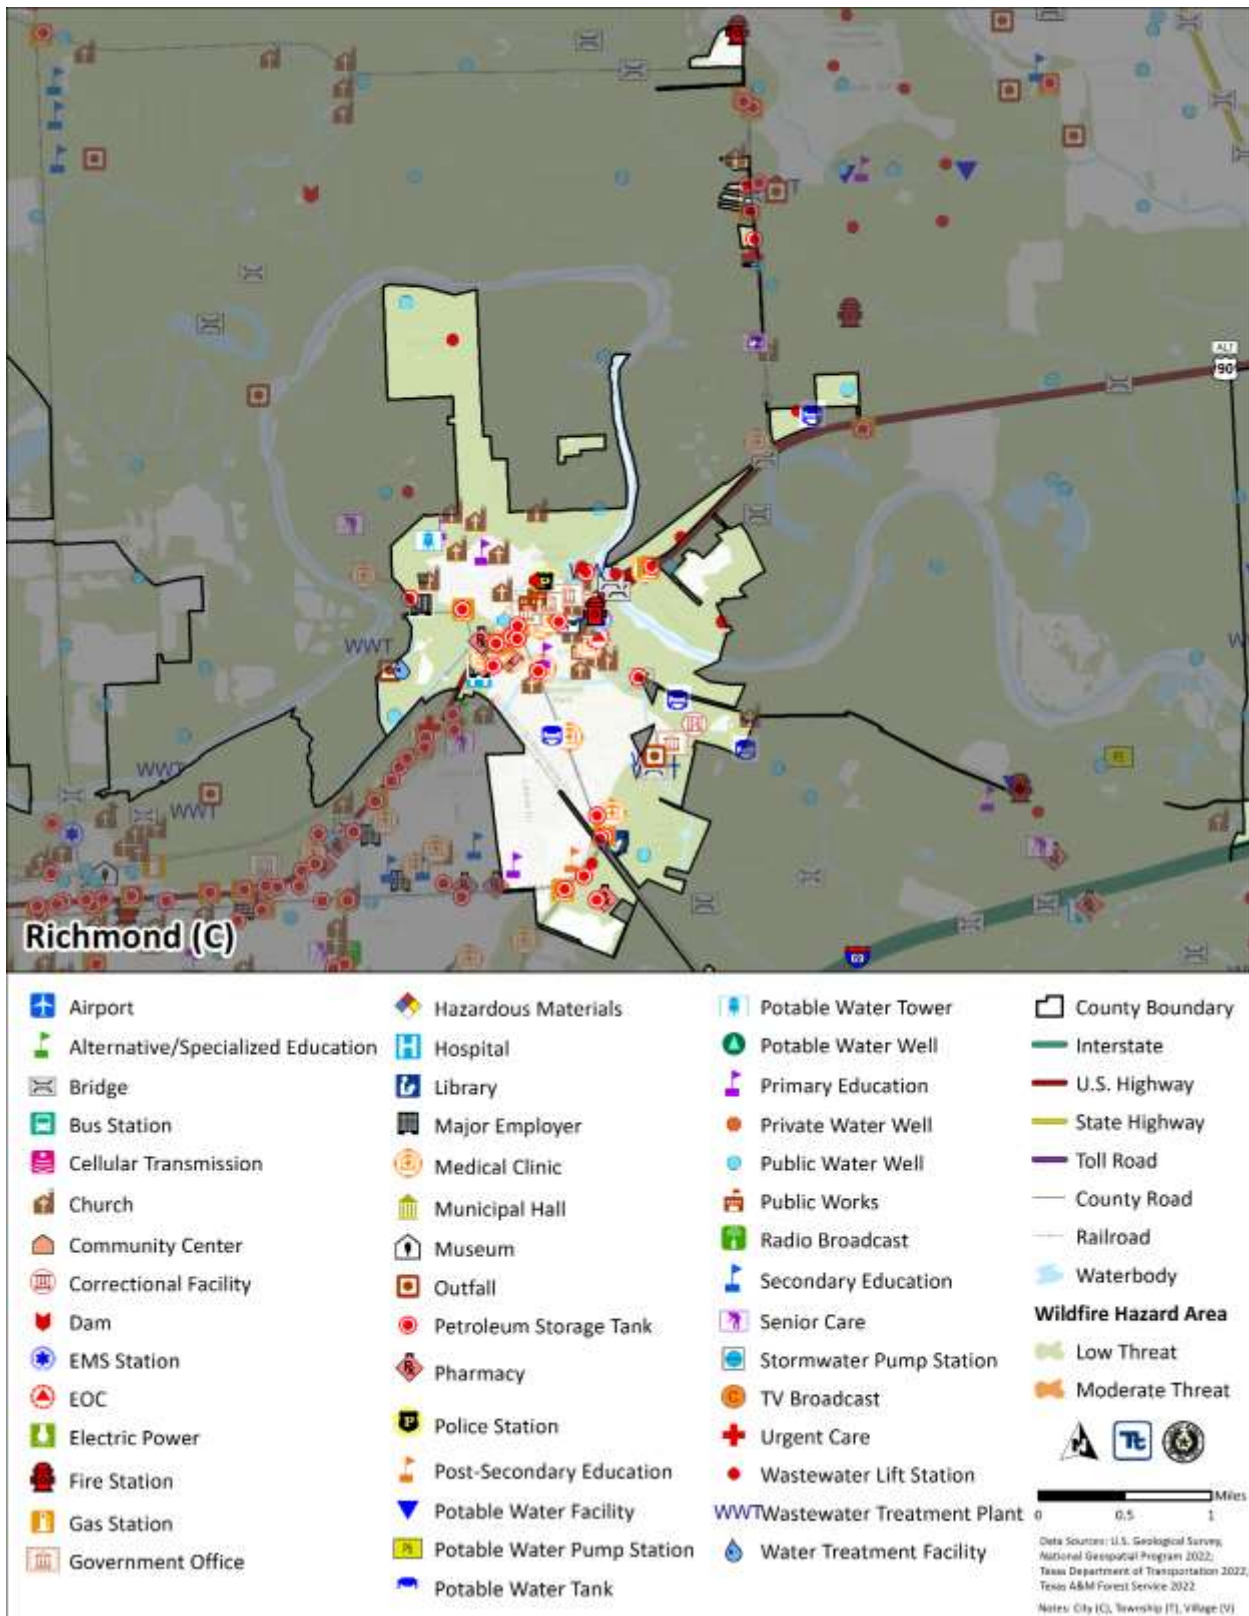 ALT
90
WWT
WWT
WWT
69
Richmond (C)
Airport
Alternative/Specialized Education
Bridge
Bus Station
Cellular Transmission
Church
Community Center
Correctional Facility
Dam
EMS Station
EOC
Electric Power
Fire Station
Gas Station
Government Office
Hazardous Materials
Hospital
Library
Major Employer
Medical Clinic
Municipal Hall
Museum
Outfall
Petroleum Storage Tank
Pharmacy
Police Station
Post-Secondary Education
Potable Water Facility
Potable Water Pump Station
Potable Water Tank
Potable Water Tower
Potable Water Well
Primary Education
Private Water Well
Public Water Well
Public Works
Radio Broadcast
Secondary Education
Senior Care
Stormwater Pump Station
TV Broadcast
Urgent Care
Wastewater Lift Station
WWT Wastewater Treatment Plant
Water Treatment Facility
County Boundary
Interstate
U.S. Highway
State Highway
Toll Road
County Road
Railroad
Waterbody
Wildfire Hazard Area
Low Threat
Moderate Threat
Tt
Miles
0 0.5 1
Data Sources: U.S. Geological Survey,
National Geospatial Program 2022;
Texas Department of Transportation 2022;
Texas A&M Forest Service 2022
Notes: City (C), Township (T), Village (V)